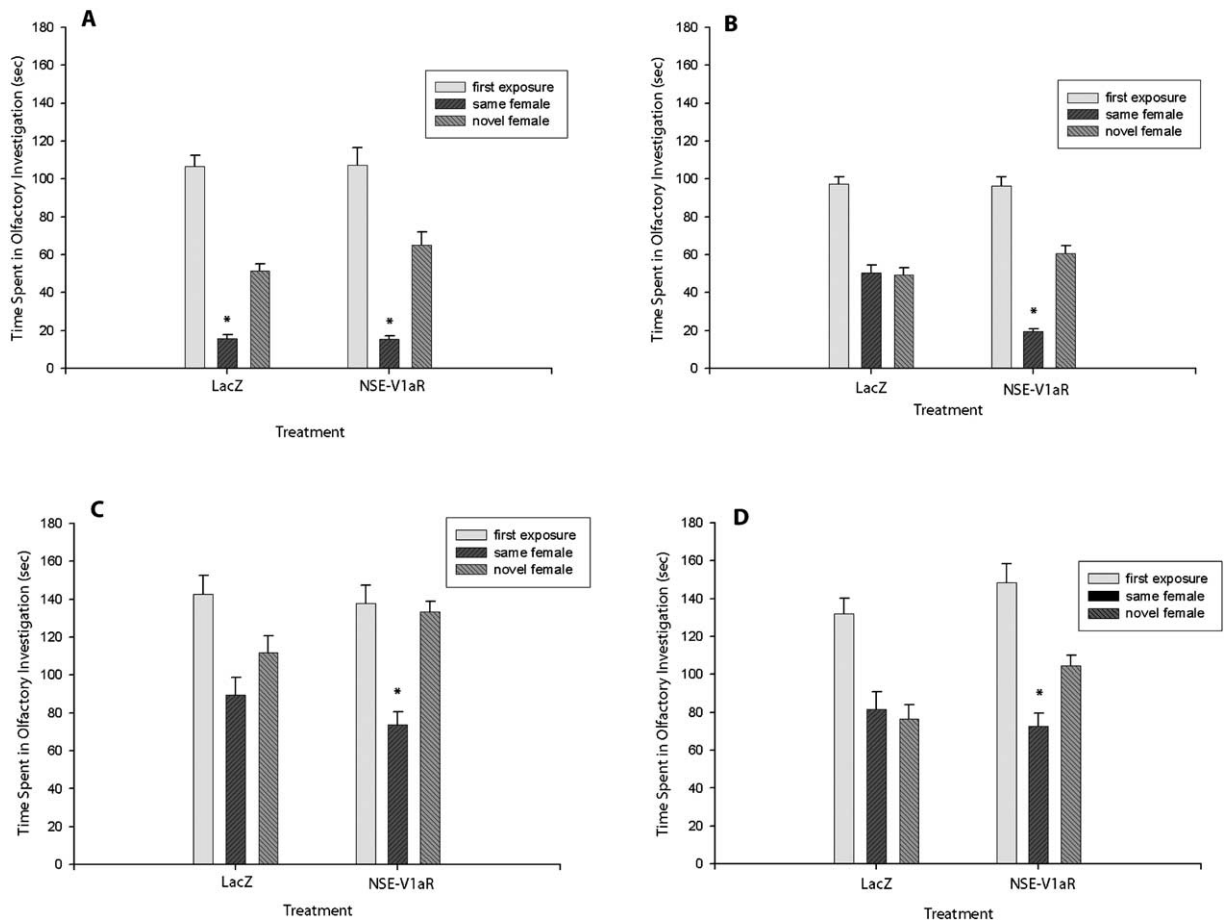 A
Time Spent in Olfactory Investigation (sec)
180
160
140
120
100
80
60
40
20
0
first exposure
same female
novel female
*
*
LacZ
NSE-V1aR
Treatment
B
Time Spent in Olfactory Investigation (sec)
180
160
140
120
100
80
60
40
20
0
first exposure
same female
novel female
*
LacZ
NSE-V1aR
Treatment
C
Time Spent in Olfactory Investigation (sec)
180
160
140
120
100
80
60
40
20
0
first exposure
same female
novel female
*
LacZ
NSE-V1aR
Treatment
D
Time Spent in Olfactory Investigation (sec)
180
160
140
120
100
80
60
40
20
0
first exposure
same female
novel female
*
LacZ
NSE-V1aR
Treatment